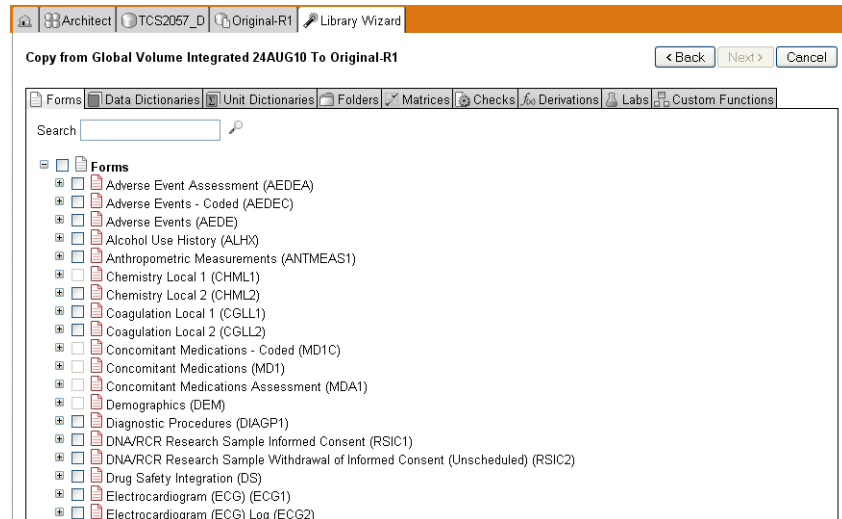 Architect TCS2057_D Original-R1 Library Wizard
Copy from Global Volume Integrated 24AUG10 To Original-R1 < Back Next > Cancel
Forms Data Dictionaries Unit Dictionaries Folders Matrices Checks f(x) Derivations Labs Custom Functions
Search
Forms
Adverse Event Assessment (AEDEA)
Adverse Events - Coded (AEDEC)
Adverse Events (AEDE)
Alcohol Use History (ALHX)
Anthropometric Measurements (ANTMEAS1)
Chemistry Local 1 (CHML1)
Chemistry Local 2 (CHML2)
Coagulation Local 1 (CGLL1)
Coagulation Local 2 (CGLL2)
Concomitant Medications - Coded (MD1C)
Concomitant Medications (MD1)
Concomitant Medications Assessment (MDA1)
Demographics (DEM)
Diagnostic Procedures (DIAGP1)
DNA/RCR Research Sample Informed Consent (RSIC1)
DNA/RCR Research Sample Withdrawal of Informed Consent (Unscheduled) (RSIC2)
Drug Safety Integration (DS)
Electrocardiogram (ECG) (ECG1)
Electrocardiogram (ECG) Log (ECG2)